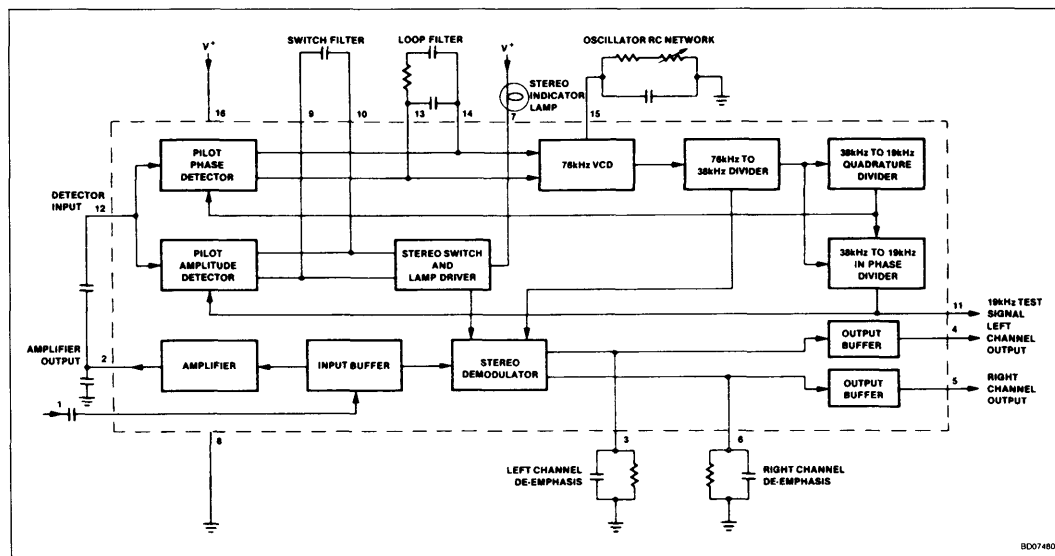 SWITCH FILTER
LOOP FILTER
V+
OSCILLATOR RC NETWORK
V+
STEREO
INDICATOR
LAMP
16
9
10
13
14
7
15
PILOT
PHASE
DETECTOR
76kHz VCD
76kHz TO
38kHz DIVIDER
38kHz TO 19kHz
QUADRATURE
DIVIDER
DETECTOR
INPUT
12
PILOT
AMPLITUDE
DETECTOR
STEREO SWITCH
AND
LAMP DRIVER
38kHz TO 19kHz
IN PHASE
DIVIDER
11
19kHz TEST
SIGNAL
AMPLIFIER
OUTPUT
2
AMPLIFIER
INPUT BUFFER
STEREO
DEMODULATOR
OUTPUT
BUFFER
4
LEFT
CHANNEL
OUTPUT
OUTPUT
BUFFER
5
RIGHT
CHANNEL
OUTPUT
1
8
3
6
LEFT CHANNEL
DE-EMPHASIS
RIGHT CHANNEL
DE-EMPHASIS
BD07480S